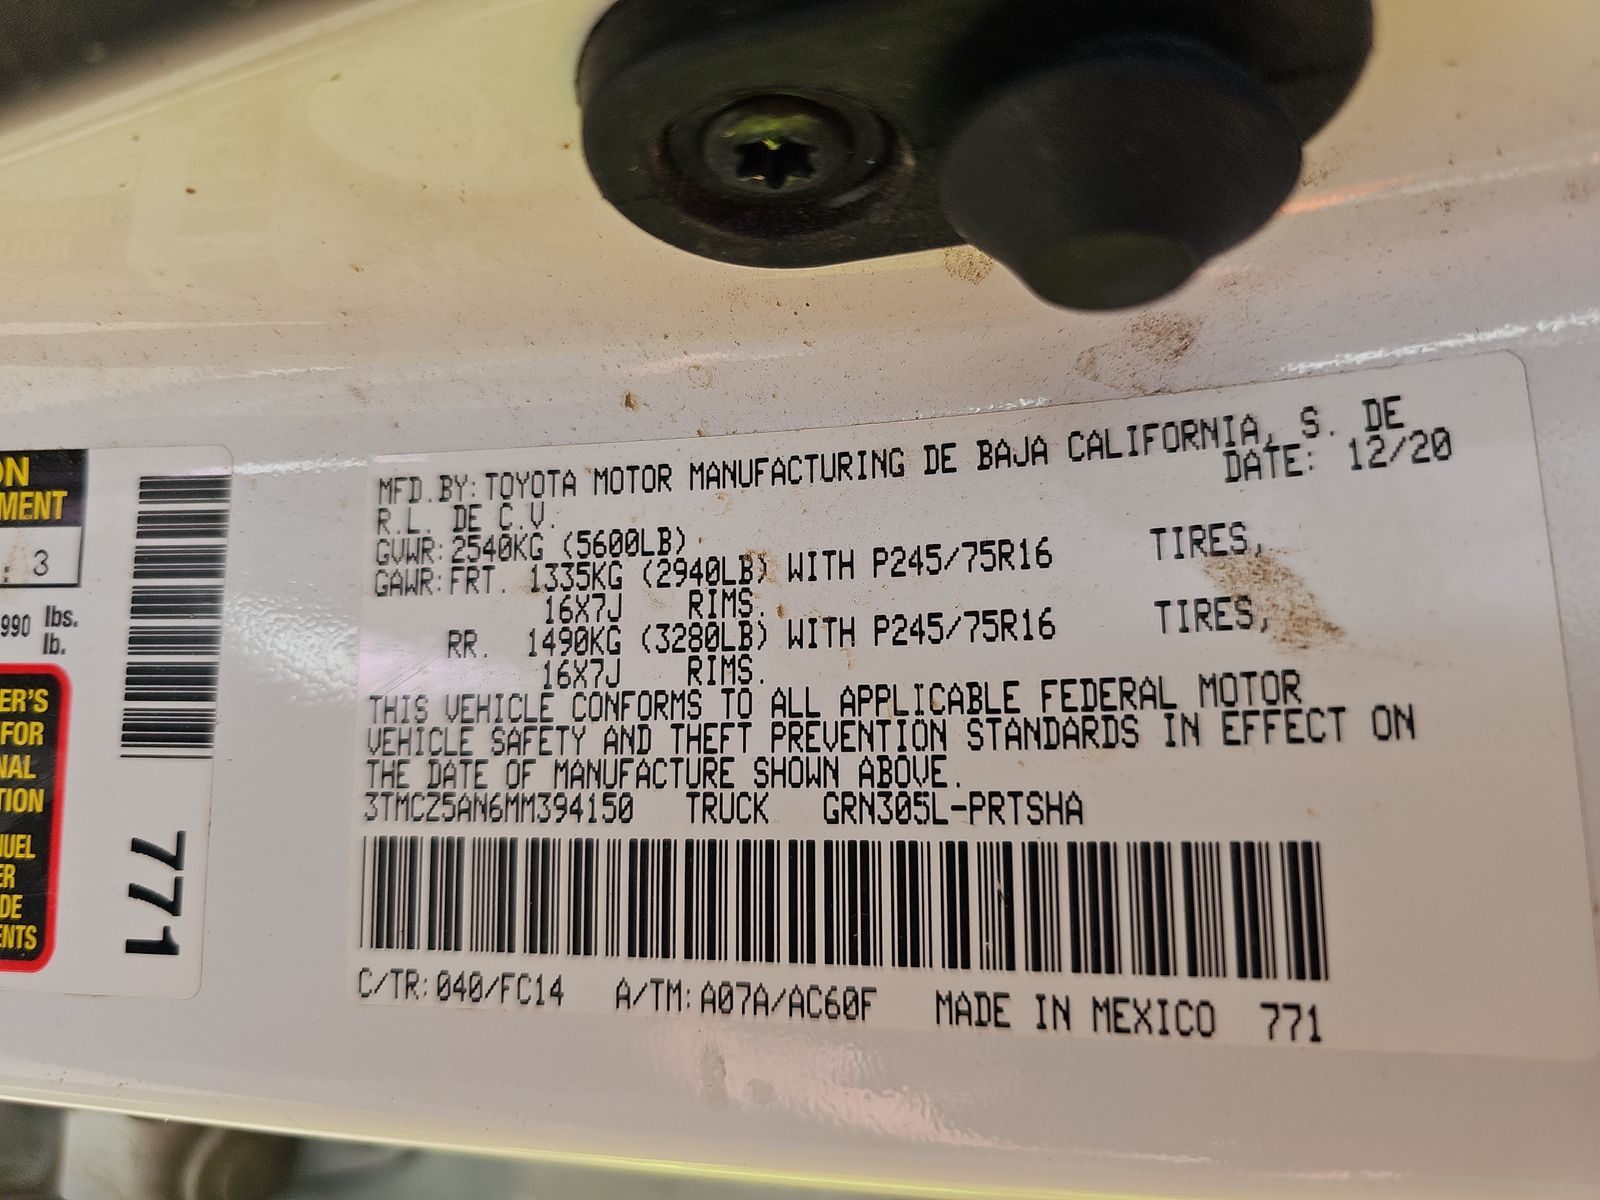 MFD.BY: TOYOTA MOTOR MANUFACTURING DE BAJA CALIFORNIA, S. DE
R.L. DE C.V. DATE: 12/20
GVWR: 2540KG (5600LB)
GAWR: FRT. 1335KG (2940LB) WITH P245/75R16 TIRES,
16X7J RIMS.
RR. 1490KG (3280LB) WITH P245/75R16 TIRES,
16X7J RIMS.
THIS VEHICLE CONFORMS TO ALL APPLICABLE FEDERAL MOTOR
VEHICLE SAFETY AND THEFT PREVENTION STANDARDS IN EFFECT ON
THE DATE OF MANUFACTURE SHOWN ABOVE.
3TMCZ5AN6MM394150 TRUCK GRN305L-PRTSHA
C/TR: 040/FC14 A/TM: A07A/AC60F MADE IN MEXICO 771
ON
MENT
3
990 lbs.
lb.
ER'S
FOR
NAL
TION
NUEL
ER
DE
ENTS
771